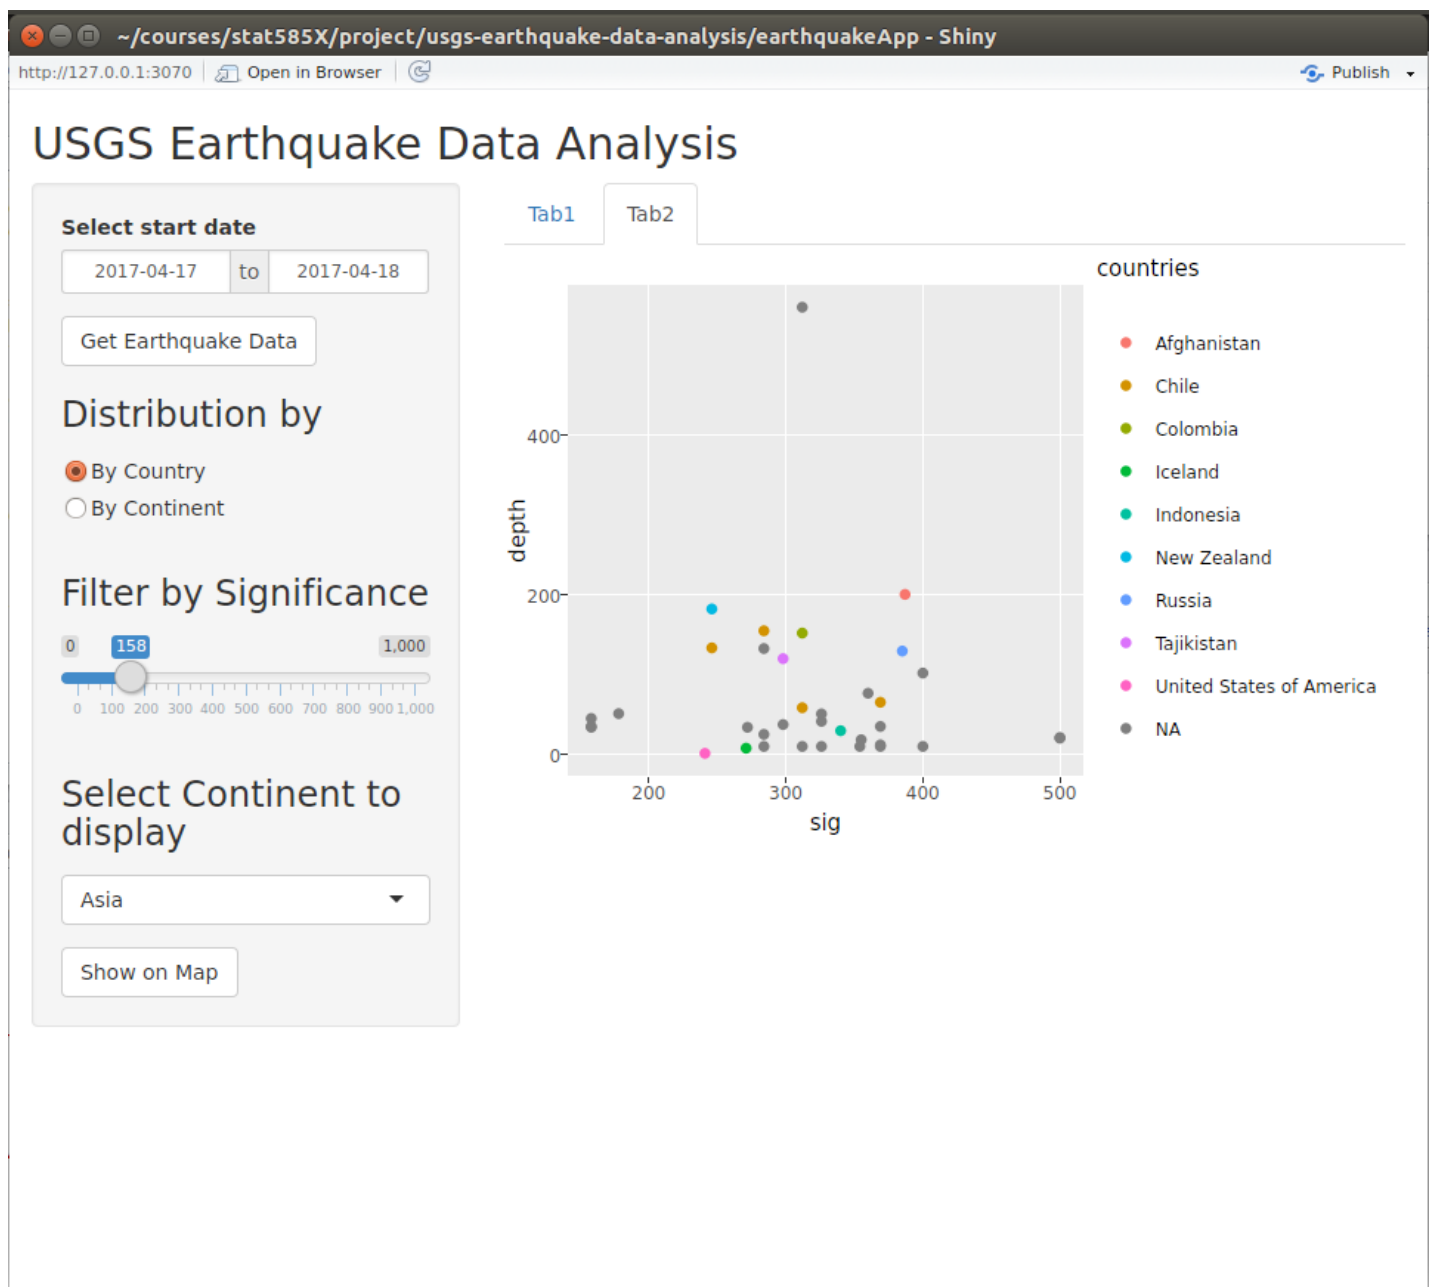 ~/courses/stat585X/project/usgs-earthquake-data-analysis/earthquakeApp - Shiny
http://127.0.0.1:3070 Open in Browser Publish
USGS Earthquake Data Analysis
Select start date
2017-04-17 to 2017-04-18
Get Earthquake Data
Distribution by
By Country
By Continent
Filter by Significance
0 158 1,000
0 100 200 300 400 500 600 700 800 900 1,000
Select Continent to
display
Asia
Show on Map
Tab1 Tab2
countries
Afghanistan
Chile
Colombia
Iceland
Indonesia
New Zealand
Russia
Tajikistan
United States of America
NA
depth
400
200
0
200 300 400 500
sig